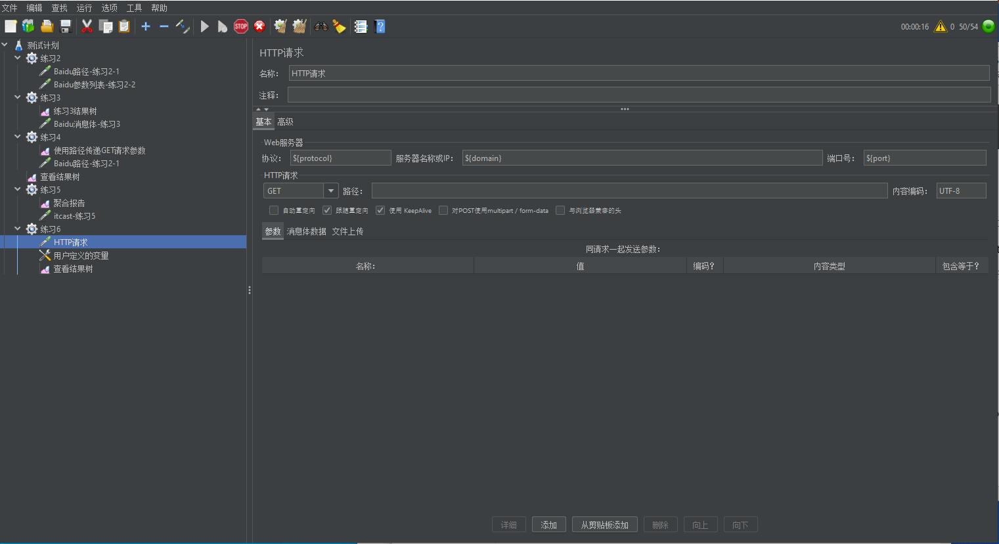 文件 编辑 查找 运行 选项 工具 帮助
STOP ? 00:00:16 0 50/54
测试计划
练习2
Baidu路径-练习2-1
Baidu参数列表-练习2-2
练习3
练习3结果树
Baidu消息体-练习3
练习4
使用路径传递GET请求参数
Baidu路径-练习2-1
查看结果树
练习5
聚合报告
itcast-练习5
练习6
HTTP请求
用户定义的变量
查看结果树
HTTP请求
名称： HTTP请求
注释：
基本 高级
Web服务器
协议： ${protocol} 服务器名称或IP： ${domain} 端口号： ${port}
HTTP请求
GET 路径： 内容编码： UTF-8
自动重定向 跟随重定向 使用 KeepAlive 对POST使用multipart / form-data 与浏览器兼容的头
参数 消息体数据 文件上传
同请求一起发送参数：
名称： 值 编码？ 内容类型 包含等于？
详细 添加 从剪贴板添加 删除 向上 向下